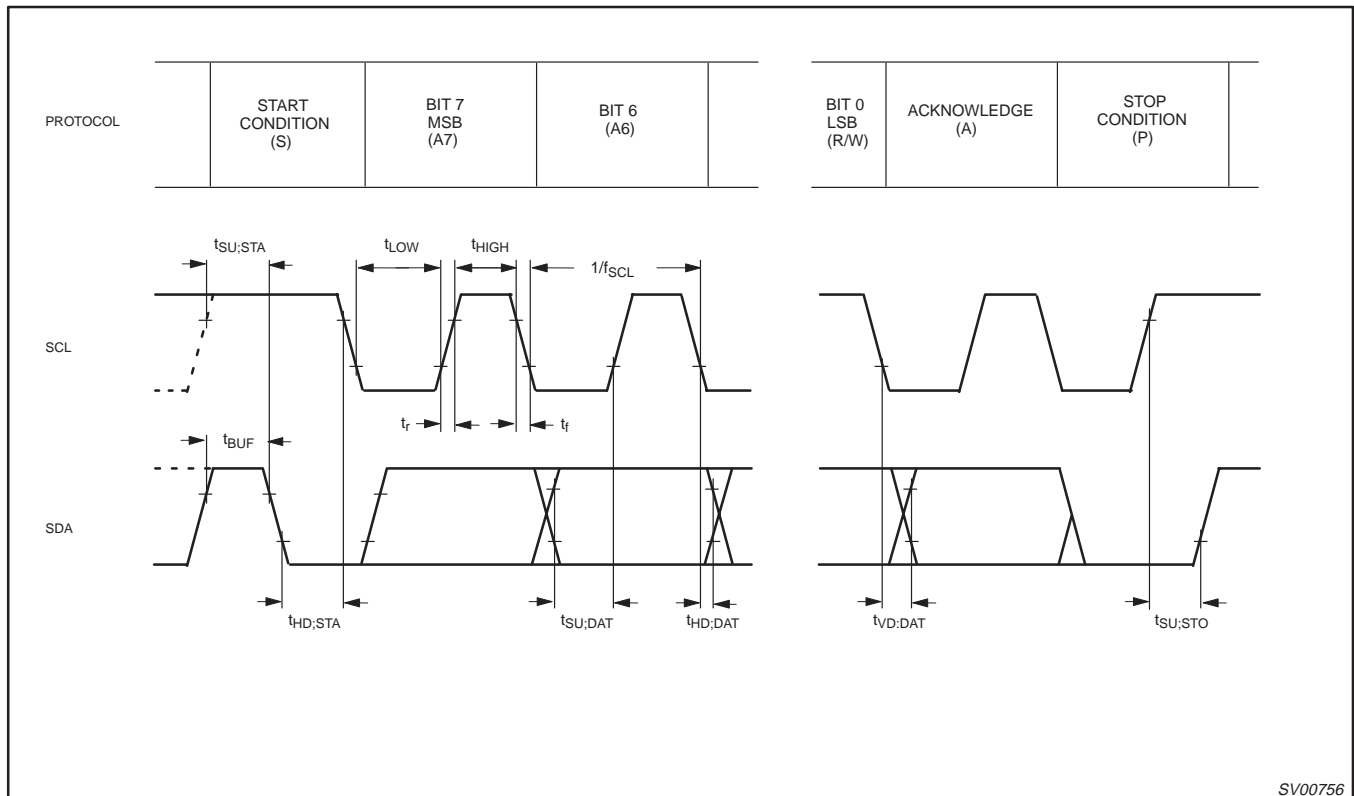 PROTOCOL
START
CONDITION
(S)
BIT 7
MSB
(A7)
BIT 6
(A6)
BIT 0
LSB
(R/W)
ACKNOWLEDGE
(A)
STOP
CONDITION
(P)
tSU;STA
tLOW
tHIGH
1/fSCL
SCL
tr
tf
tBUF
SDA
tHD;STA
tSU;DAT
tHD;DAT
tVD:DAT
tSU;STO
SV00756